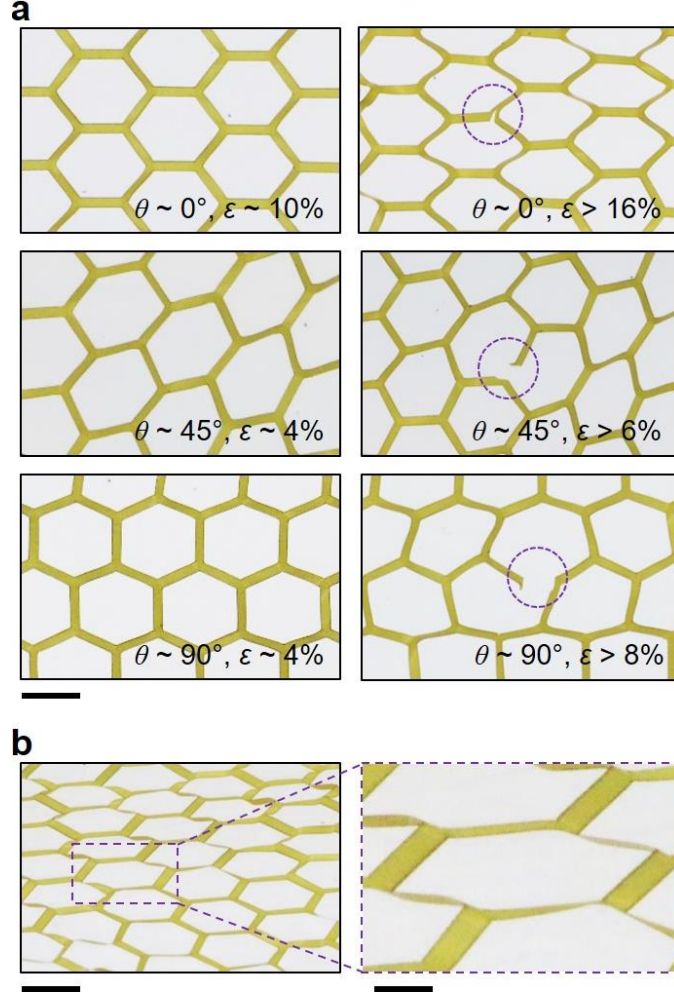 a
θ ~ 0°, ε ~ 10%
θ ~ 0°, ε > 16%
θ ~ 45°, ε ~ 4%
θ ~ 45°, ε > 6%
θ ~ 90°, ε ~ 4%
θ ~ 90°, ε > 8%
b